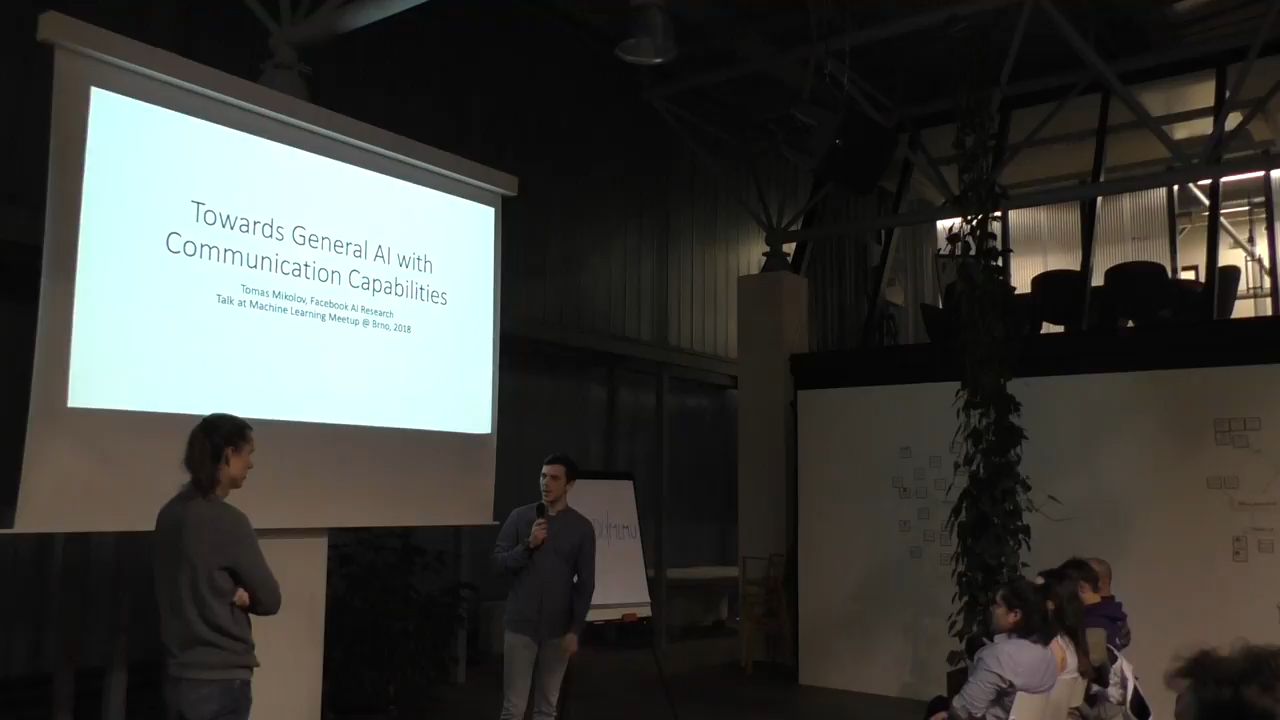 Towards General AI with
Communication Capabilities
Tomas Mikolov, Facebook AI Research
Talk at Machine Learning Meetup @ Brno, 2018